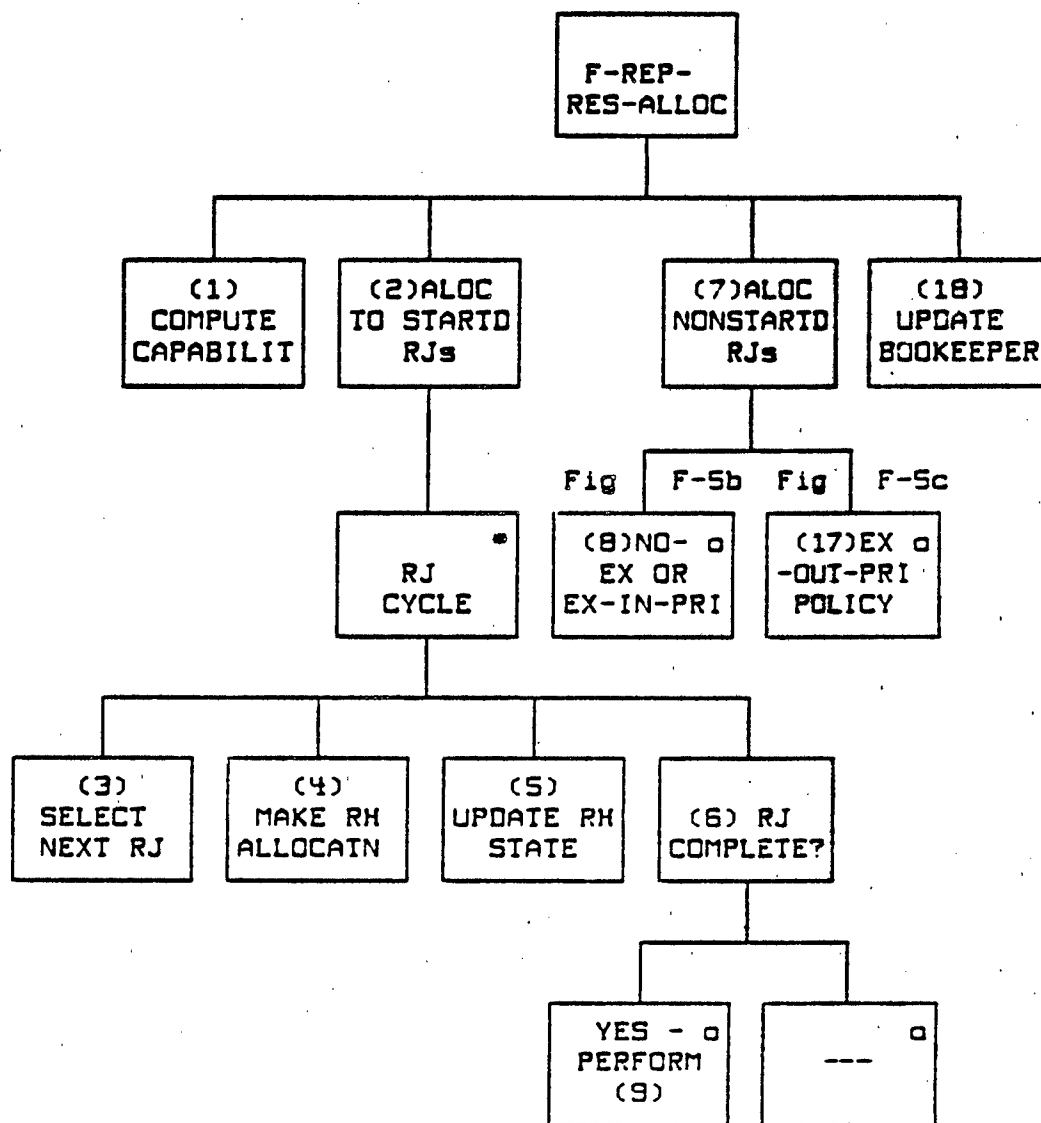 F-REP-
RES-ALLOC
(1)
COMPUTE
CAPABILIT
(2)ALOC
TO STARTD
RJs
(7)ALOC
NONSTARTD
RJs
(18)
UPDATE
BOOKEEPER
Fig F-5b
Fig F-5c
*
RJ
CYCLE
(8)NO- o
EX OR
EX-IN-PRI
(17)EX o
-OUT-PRI
POLICY
(3)
SELECT
NEXT RJ
(4)
MAKE RH
ALLOCATN
(5)
UPDATE RH
STATE
(6) RJ
COMPLETE?
YES - o
PERFORM
(9)
o
---